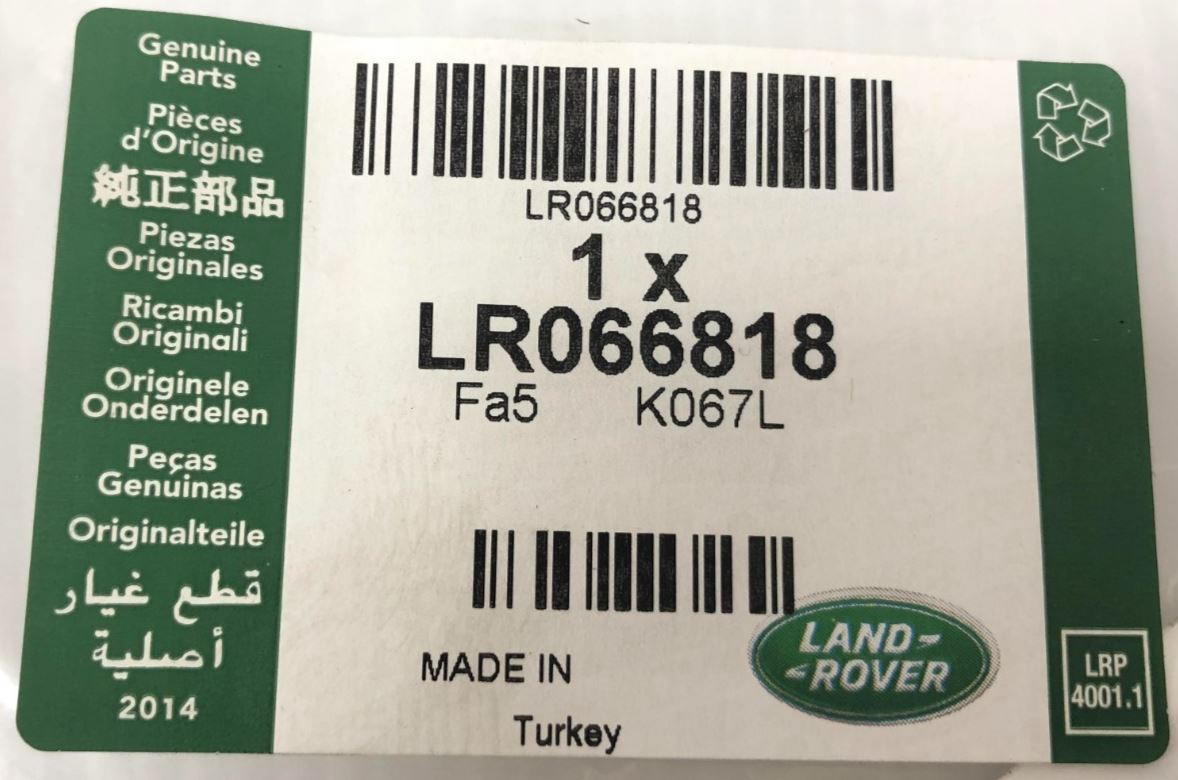 Genuine
Parts
Pièces
d'Origine
純正部品
Piezas
Originales
Ricambi
Originali
Originele
Onderdelen
Peças
Genuinas
Originalteile
قطع غيار
أصلية
2014
LR066818
1 x
LR066818
Fa5 K067L
MADE IN
Turkey
LAND-
-ROVER
LRP
4001.1